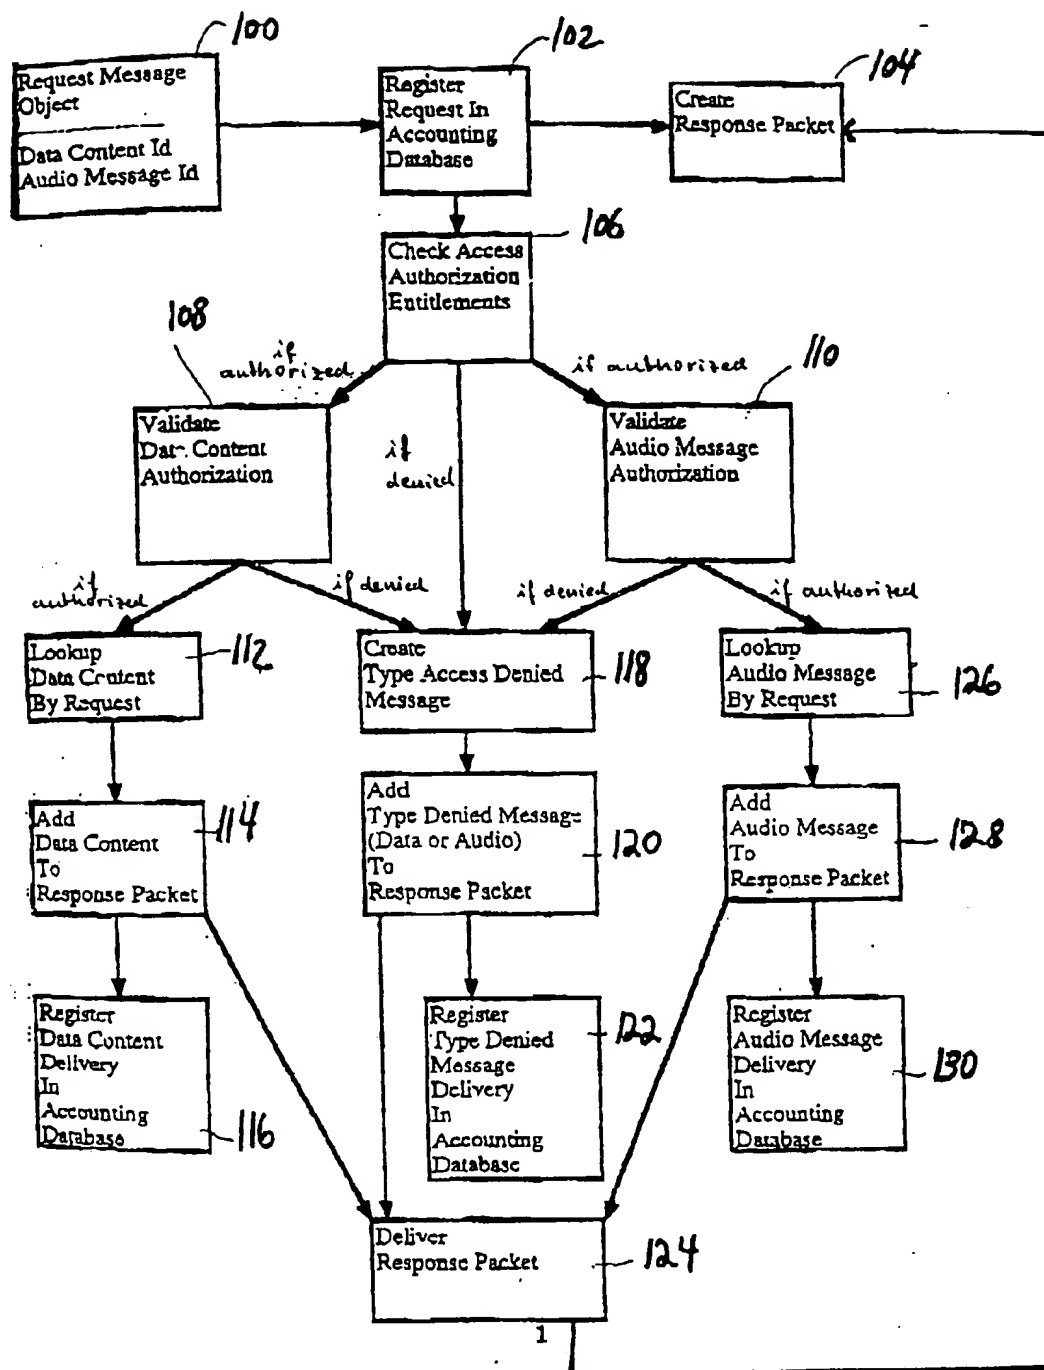 100
Request Message
Object
Data Content Id
Audio Message Id
102
Register
Request In
Accounting
Database
104
Create
Response Packet
106
Check Access
Authorization
Entitlements
108
if
authorized
if
denied
if authorized
110
Validate
Data Content
Authorization
Validate
Audio Message
Authorization
if
authorized
if denied
if denied
if authorized
Lookup
Data Content
By Request
112
Create
Type Access Denied
Message
118
Lookup
Audio Message
By Request
126
Add
Data Content
To
Response Packet
114
Add
Type Denied Message
(Data or Audio)
To
Response Packet
120
Add
Audio Message
To
Response Packet
128
Register
Data Content
Delivery
In
Accounting
Database
116
Register
Type Denied
Message
Delivery
In
Accounting
Database
122
Register
Audio Message
Delivery
In
Accounting
Database
130
Deliver
Response Packet
124
1